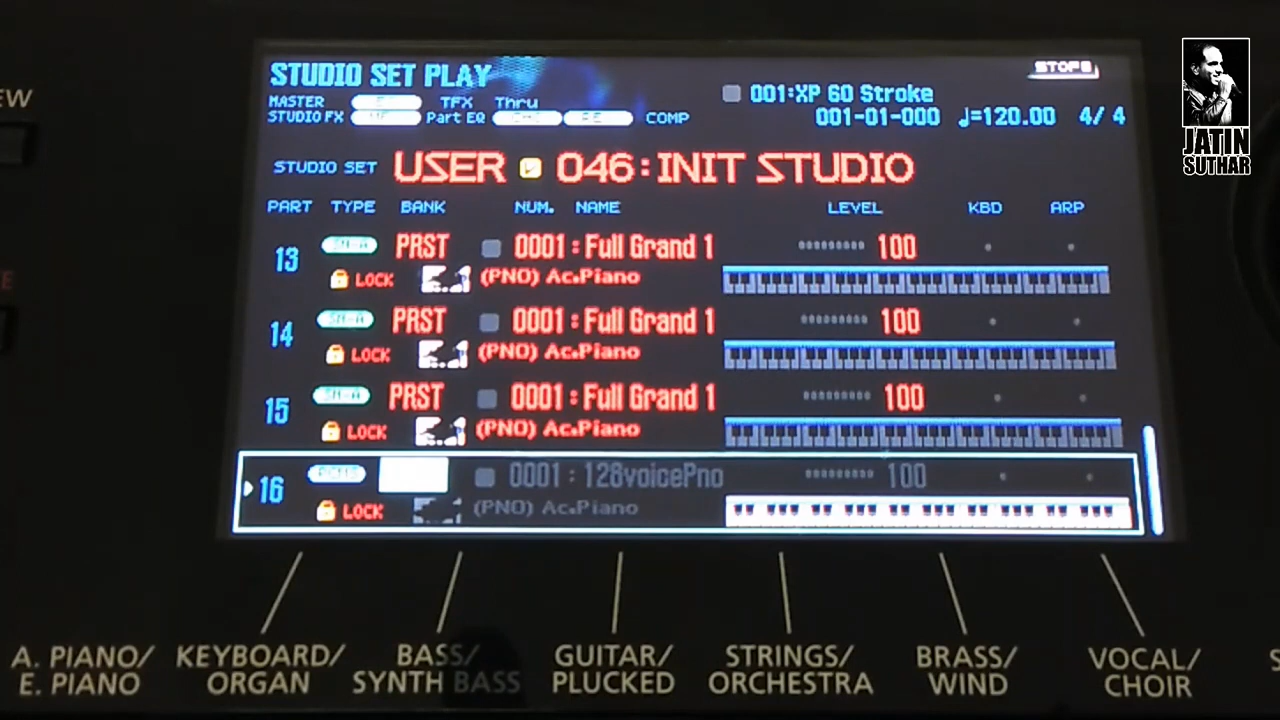 EW
STUDIO SET PLAY
STOP
MASTER TFX Thru
STUDIO FX Part EQ COMP
001:XP 60 Stroke
001-01-000 ♩=120.00 4/ 4
JATIN
SUTHAR
STUDIO SET USER 046:INIT STUDIO
PART TYPE BANK NUM. NAME LEVEL KBD ARP
13 SN-A PRST 0001:Full Grand 1 100
LOCK (PNO) Ac.Piano
14 SN-A PRST 0001:Full Grand 1 100
LOCK (PNO) Ac.Piano
15 SN-A PRST 0001:Full Grand 1 100
LOCK (PNO) Ac.Piano
16 0001:128voicePno 100
LOCK (PNO) Ac.Piano
A. PIANO/
E. PIANO
KEYBOARD/
ORGAN
BASS/
SYNTH BASS
GUITAR/
PLUCKED
STRINGS/
ORCHESTRA
BRASS/
WIND
VOCAL/
CHOIR